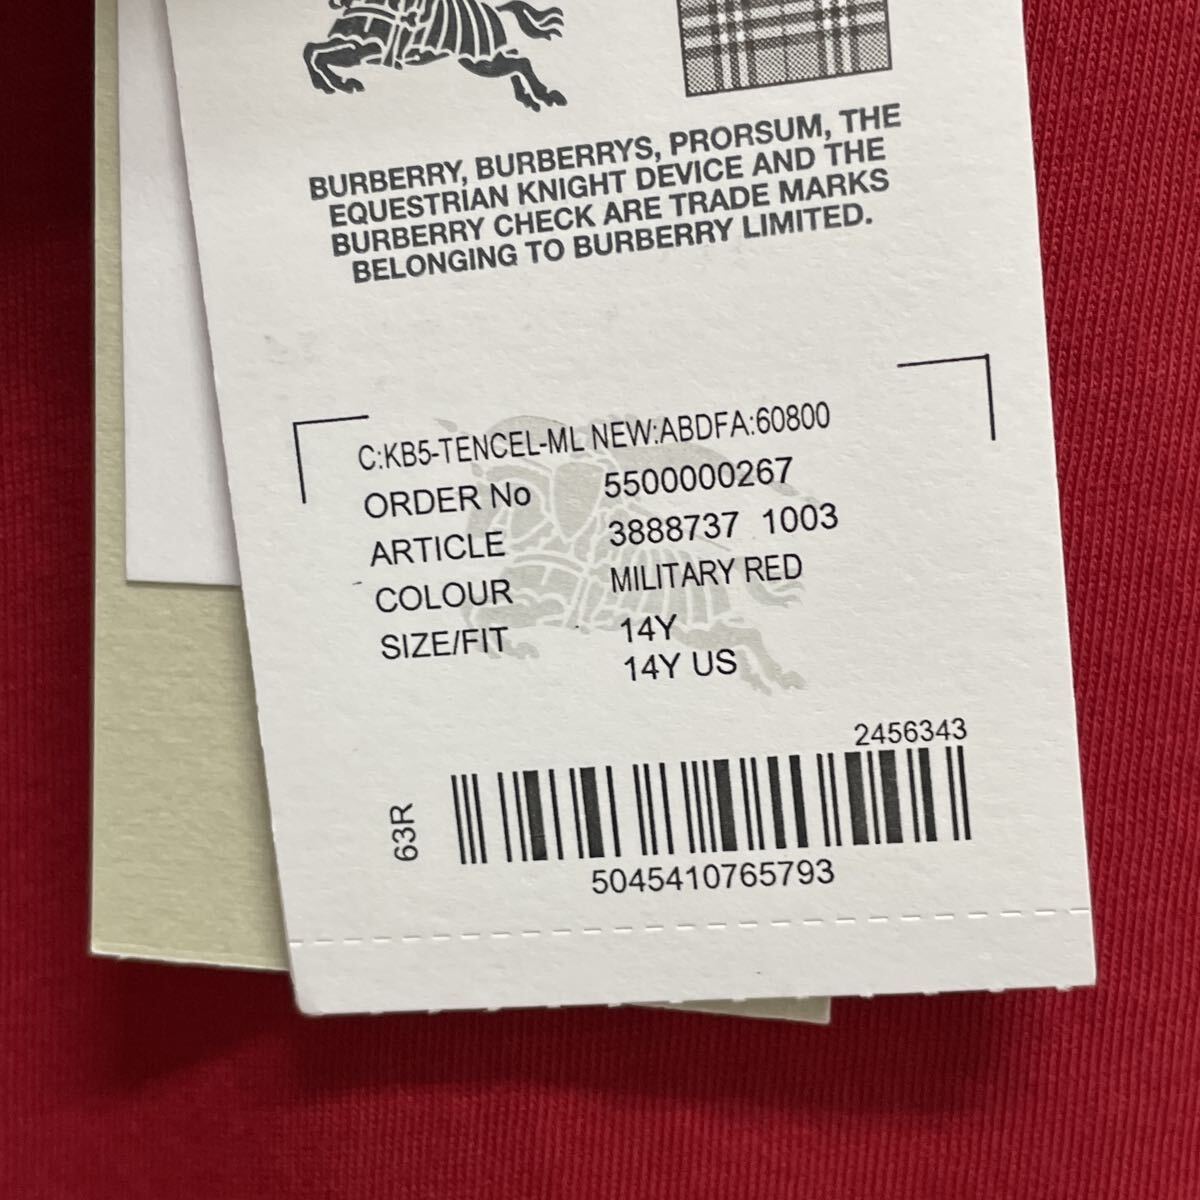 BURBERRY, BURBERRYS, PRORSUM, THE
EQUESTRIAN KNIGHT DEVICE AND THE
BURBERRY CHECK ARE TRADE MARKS
BELONGING TO BURBERRY LIMITED.
C:KB5-TENCEL-ML NEW:ABDFA:60800
ORDER No 5500000267
ARTICLE 3888737 1003
COLOUR MILITARY RED
SIZE/FIT 14Y
14Y US
2456343
63R
5045410765793